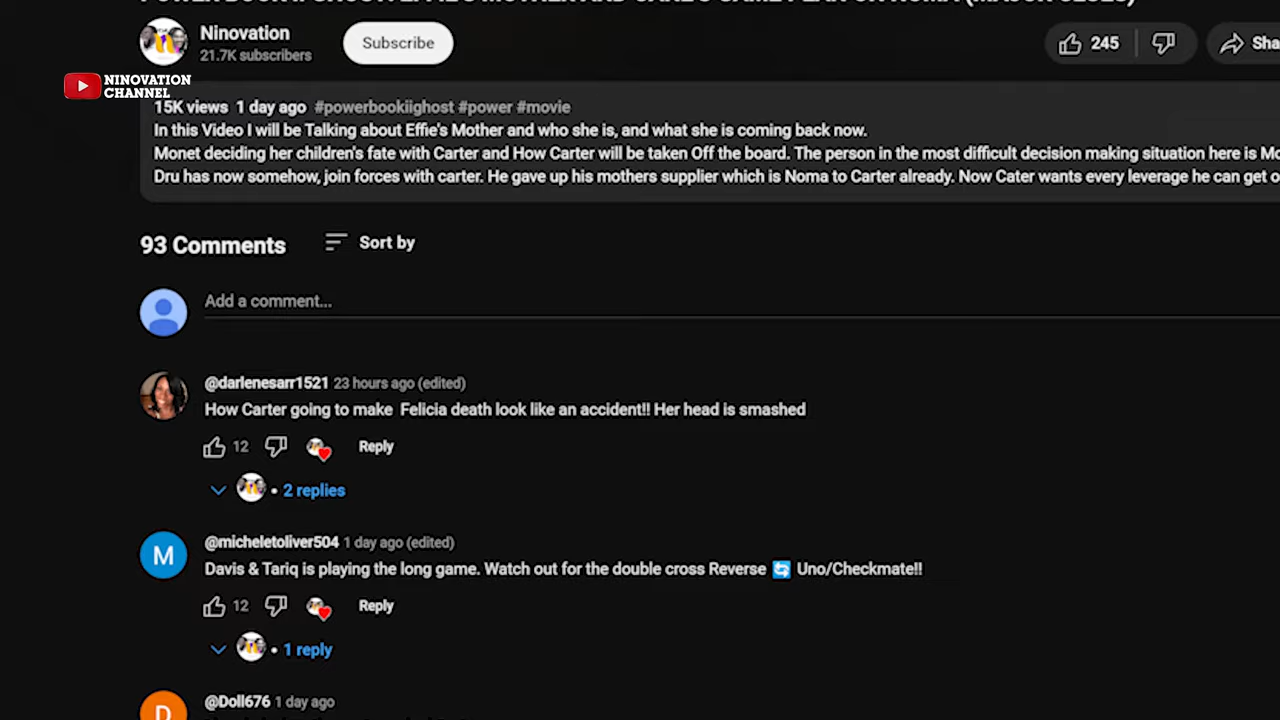 Ninovation
21.7K subscribers
Subscribe
245
Sha
NINOVATION
CHANNEL
15K views 1 day ago #powerbookiighost #power #movie
In this Video I will be Talking about Effie's Mother and who she is, and what she is coming back now.
Monet deciding her children's fate with Carter and How Carter will be taken Off the board. The person in the most difficult decision making situation here is Mo
Dru has now somehow, join forces with carter. He gave up his mothers supplier which is Noma to Carter already. Now Cater wants every leverage he can get o
93 Comments
Sort by
Add a comment...
@darlenesarr1521 23 hours ago (edited)
How Carter going to make Felicia death look like an accident!! Her head is smashed
12
Reply
• 2 replies
M
@micheletoliver504 1 day ago (edited)
Davis & Tariq is playing the long game. Watch out for the double cross Reverse 🔄 Uno/Checkmate!!
12
Reply
• 1 reply
D
@Doll676 1 day ago